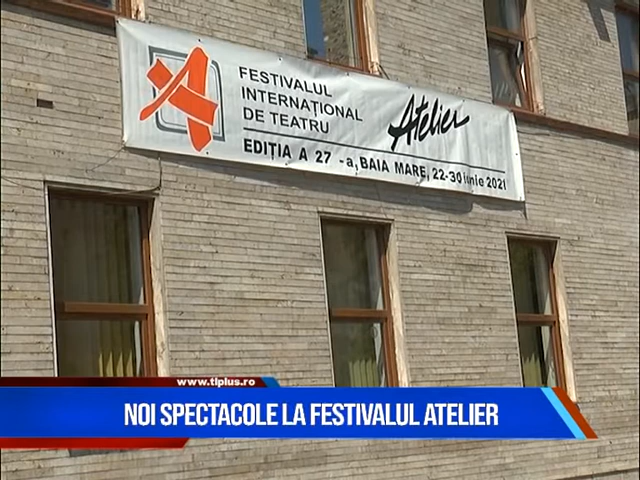 FESTIVALUL
INTERNAȚIONAL
DE TEATRU
Atelier
EDIȚIA A 27 -a, BAIA MARE, 22-30 iunie 2021
www.tlplus.ro
NOI SPECTACOLE LA FESTIVALUL ATELIER